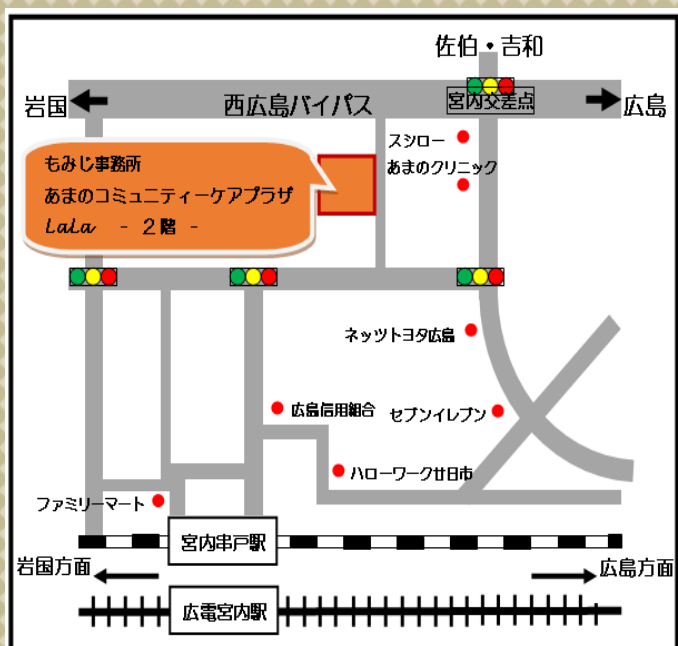 佐伯・吉和
岩国
西広島バイパス
宮内交差点
広島
スシロー
あまのクリニック
もみじ事務所
あまのコミュニティーケアプラザ
LaLa - 2階 -
ネッツトヨタ広島
広島信用組合
セブンイレブン
ハローワーク廿日市
ファミリーマート
宮内串戸駅
岩国方面
広島方面
広電宮内駅